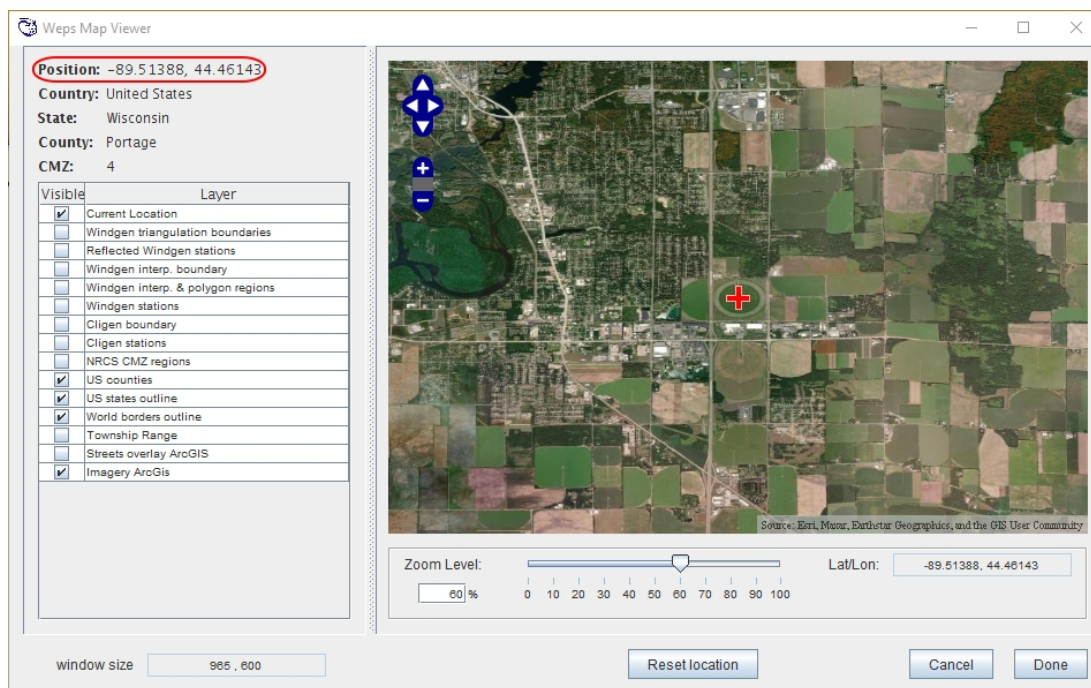 Weps Map Viewer
Position: -89.51388, 44.46143
Country: United States
State: Wisconsin
County: Portage
CMZ: 4
Visible Layer
Current Location
Windgen triangulation boundaries
Reflected Windgen stations
Windgen interp. boundary
Windgen interp. & polygon regions
Windgen stations
Cligen boundary
Cligen stations
NRCS CMZ regions
US counties
US states outline
World borders outline
Township Range
Streets overlay ArcGIS
Imagery ArcGis
Source: Esri, Maxar, Earthstar Geographics, and the GIS User Community
Zoom Level:
60 %
0 10 20 30 40 50 60 70 80 90 100
Lat/Lon: -89.51388, 44.46143
window size 965 , 600
Reset location
Cancel
Done